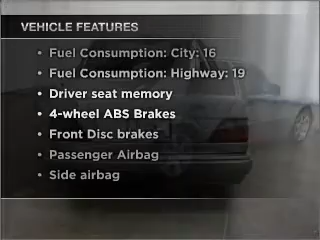 VEHICLE FEATURES
• Fuel Consumption: City: 16
• Fuel Consumption: Highway: 19
• Driver seat memory
• 4-wheel ABS Brakes
• Front Disc brakes
• Passenger Airbag
• Side airbag